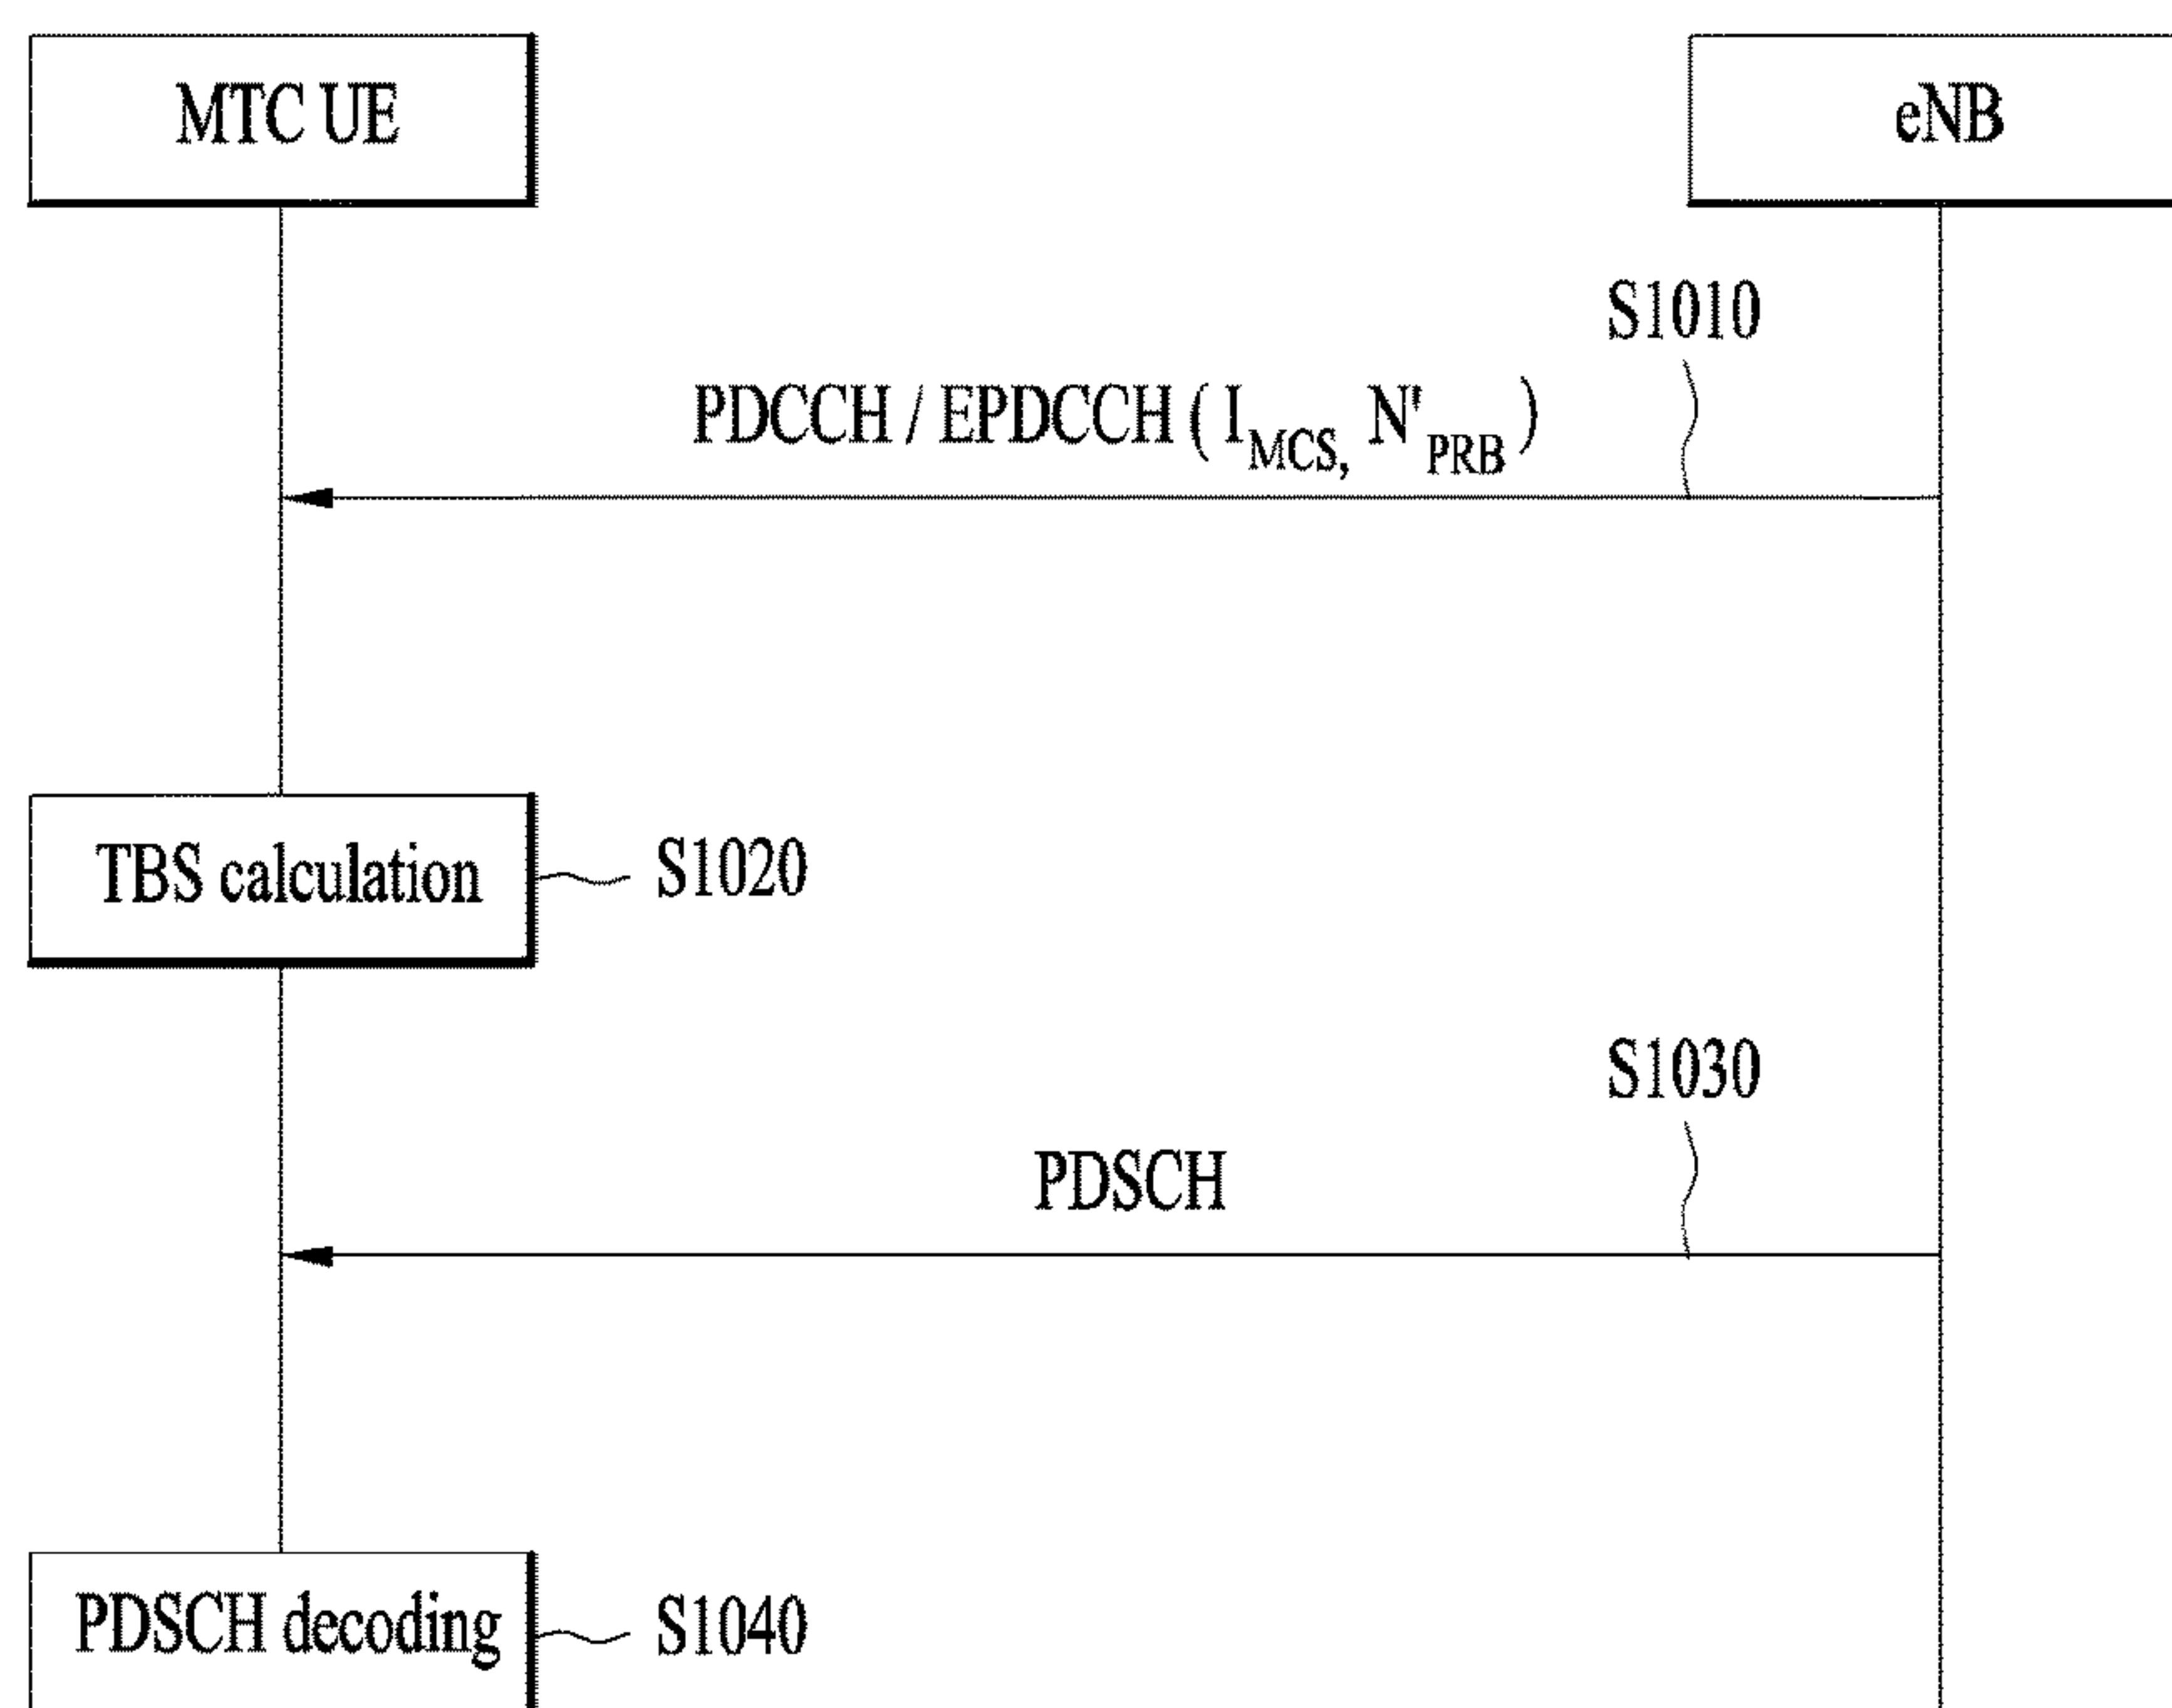 MTC UE
eNB
S1010
PDCCH / EPDCCH ( I_MCS, N'_PRB )
TBS calculation
S1020
S1030
PDSCH
PDSCH decoding
S1040